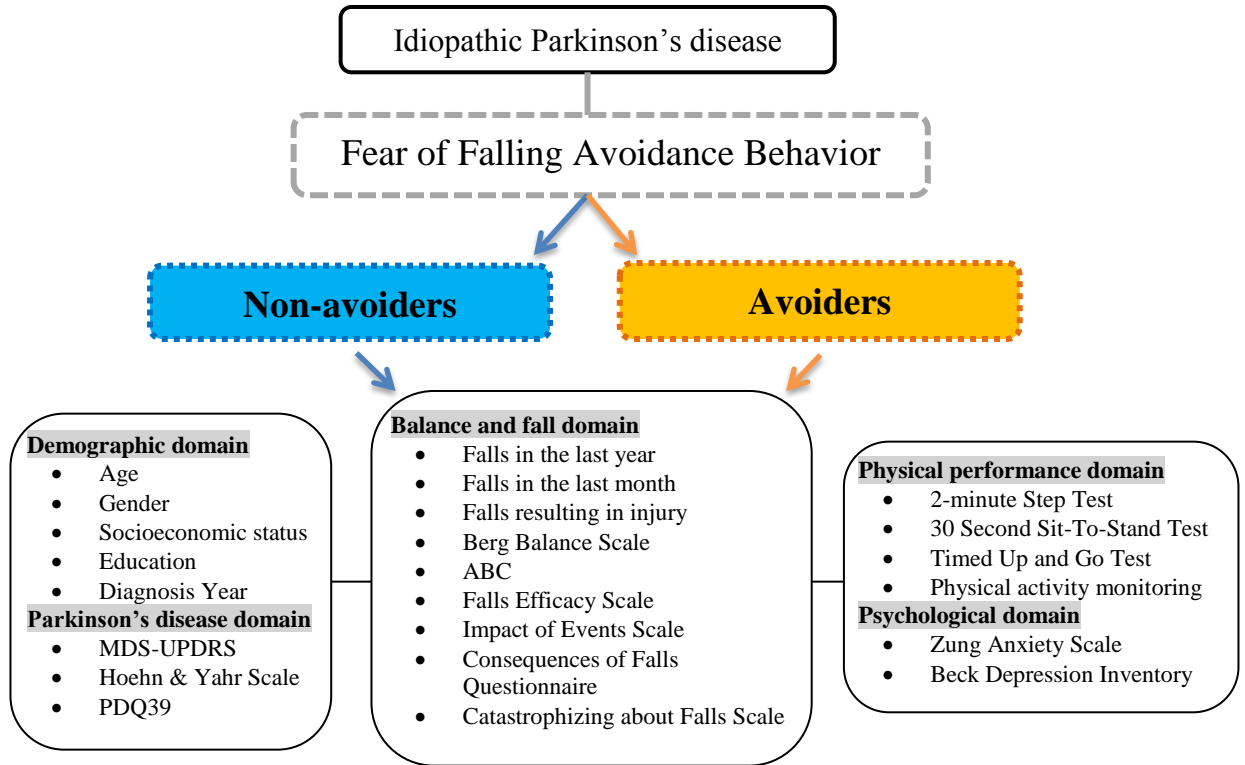 Idiopathic Parkinson’s disease
Fear of Falling Avoidance Behavior
Non-avoiders
Avoiders
Demographic domain
• Age
• Gender
• Socioeconomic status
• Education
• Diagnosis Year
Parkinson’s disease domain
• MDS-UPDRS
• Hoehn & Yahr Scale
• PDQ39
Balance and fall domain
• Falls in the last year
• Falls in the last month
• Falls resulting in injury
• Berg Balance Scale
• ABC
• Falls Efficacy Scale
• Impact of Events Scale
• Consequences of Falls
Questionnaire
• Catastrophizing about Falls Scale
Physical performance domain
• 2-minute Step Test
• 30 Second Sit-To-Stand Test
• Timed Up and Go Test
• Physical activity monitoring
Psychological domain
• Zung Anxiety Scale
• Beck Depression Inventory